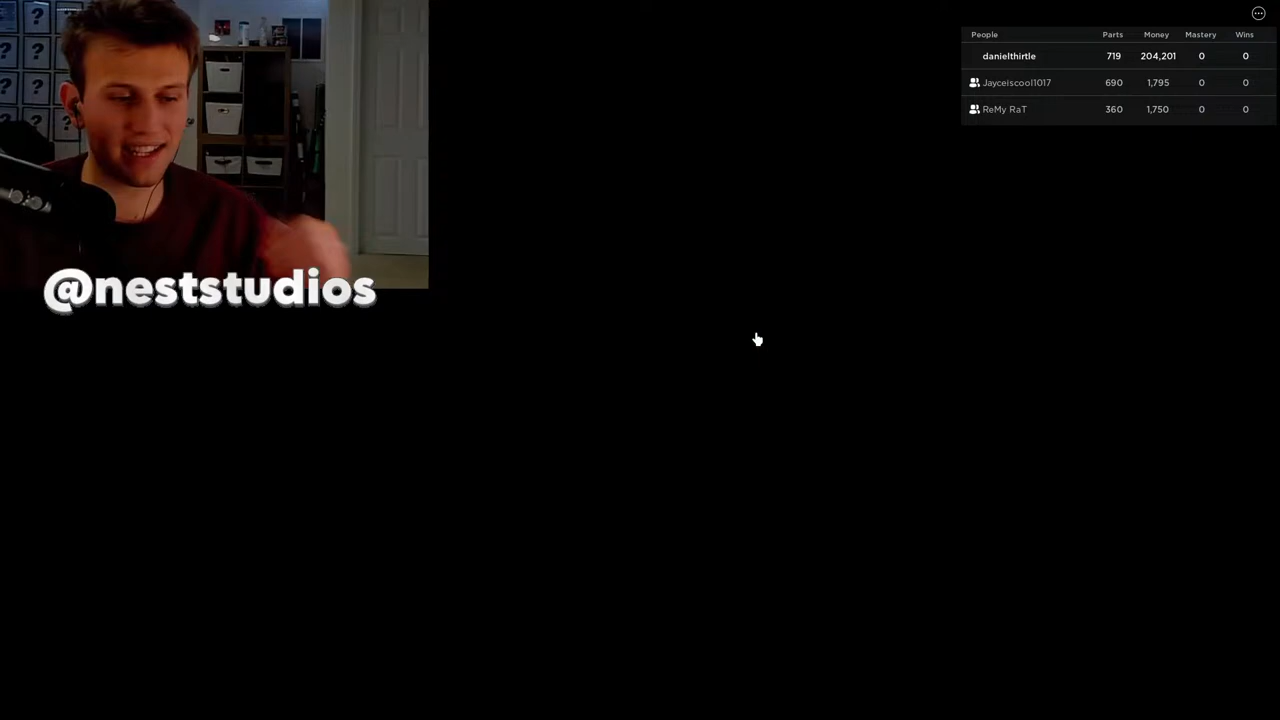 People Parts Money Mastery Wins
danielthirtle 719 204,201 0 0
Jayceiscool1017 690 1,795 0 0
ReMy RaT 360 1,750 0 0
? ?
? ?
? ?
@neststudios